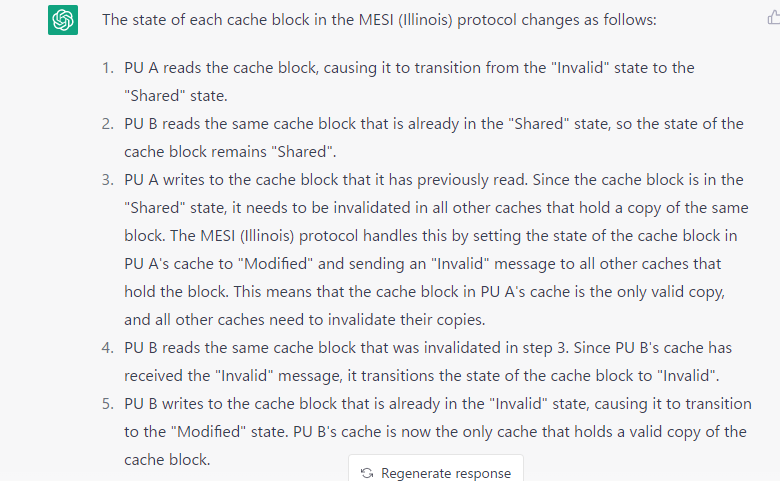 The state of each cache block in the MESI (Illinois) protocol changes as follows:
1. PU A reads the cache block, causing it to transition from the "Invalid" state to the
"Shared" state.
2. PU B reads the same cache block that is already in the "Shared" state, so the state of the
cache block remains "Shared".
3. PU A writes to the cache block that it has previously read. Since the cache block is in the
"Shared" state, it needs to be invalidated in all other caches that hold a copy of the same
block. The MESI (Illinois) protocol handles this by setting the state of the cache block in
PU A's cache to "Modified" and sending an "Invalid" message to all other caches that
hold the block. This means that the cache block in PU A's cache is the only valid copy,
and all other caches need to invalidate their copies.
4. PU B reads the same cache block that was invalidated in step 3. Since PU B's cache has
received the "Invalid" message, it transitions the state of the cache block to "Invalid".
5. PU B writes to the cache block that is already in the "Invalid" state, causing it to transition
to the "Modified" state. PU B's cache is now the only cache that holds a valid copy of the
cache block.
Regenerate response